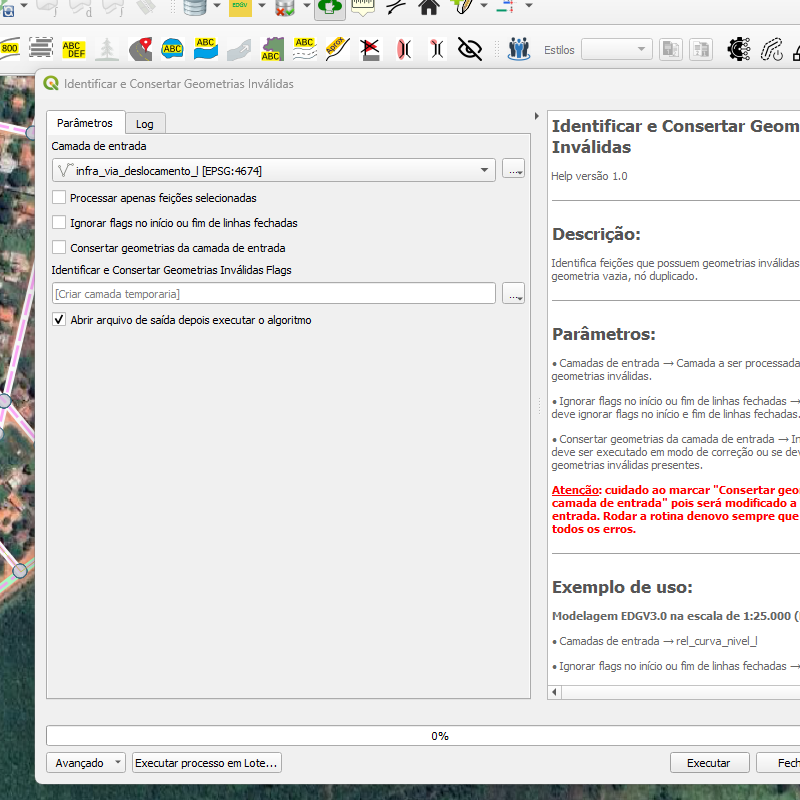 EDGV
800
ABC
DEF
ABC
ABC
ABC
ABC
Estilos
Identificar e Consertar Geometrias Inválidas
Parâmetros
Log
Camada de entrada
infra_via_deslocamento_l [EPSG:4674]
...
Processar apenas feições selecionadas
Ignorar flags no início ou fim de linhas fechadas
Consertar geometrias da camada de entrada
Identificar e Consertar Geometrias Inválidas Flags
[Criar camada temporaria]
...
Abrir arquivo de saída depois executar o algoritmo
Identificar e Consertar Geom
Inválidas
Help versão 1.0
Descrição:
Identifica feições que possuem geometrias inválidas
geometria vazia, nó duplicado.
Parâmetros:
• Camadas de entrada → Camada a ser processada
geometrias inválidas.
• Ignorar flags no início ou fim de linhas fechadas →
deve ignorar flags no início e fim de linhas fechadas.
• Consertar geometrias da camada de entrada → In
deve ser executado em modo de correção ou se dev
geometrias inválidas presentes.
Atenção: cuidado ao marcar "Consertar geo
camada de entrada" pois será modificado a
entrada. Rodar a rotina denovo sempre que
todos os erros.
Exemplo de uso:
Modelagem EDGV3.0 na escala de 1:25.000 (
• Camadas de entrada → rel_curva_nivel_l
• Ignorar flags no início ou fim de linhas fechadas →
0%
Avançado
Executar processo em Lote...
Executar
Fech